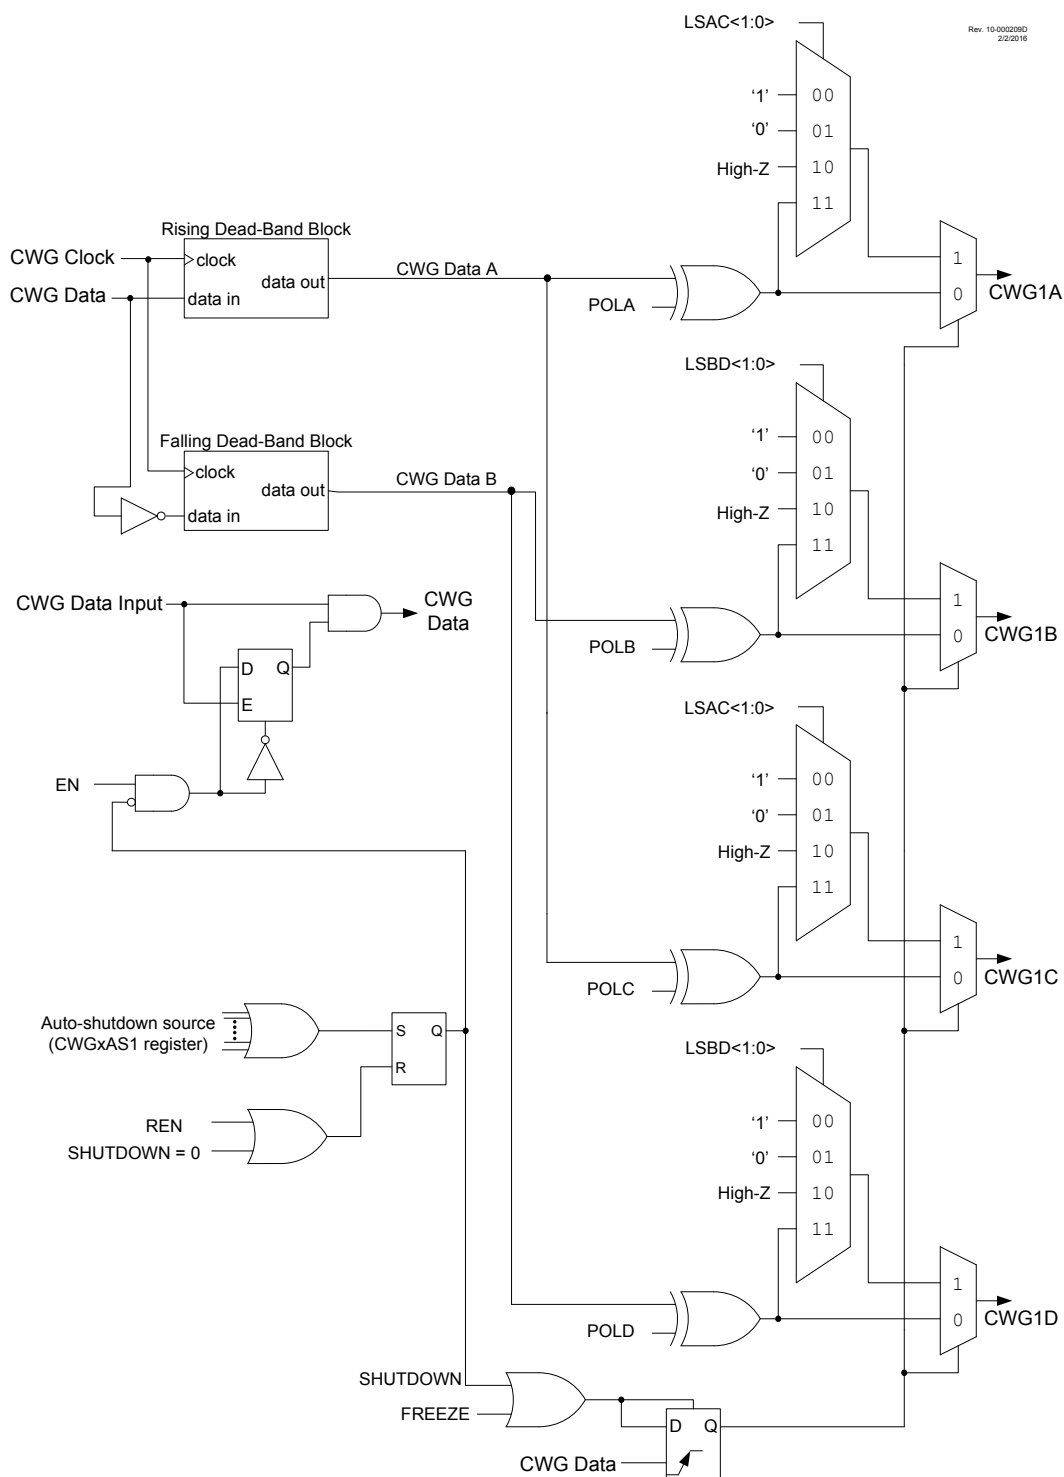 LSAC<1:0>
Rev. 10-000209D
2/2/2016
'1'
00
'0'
01
High-Z
10
11
Rising Dead-Band Block
CWG Clock
clock
data out
CWG Data A
CWG Data
data in
POLA
1
0
CWG1A
LSBD<1:0>
'1'
00
'0'
01
High-Z
10
11
Falling Dead-Band Block
clock
data out
CWG Data B
data in
CWG Data Input
CWG
Data
POLB
1
0
CWG1B
D
Q
E
EN
LSAC<1:0>
'1'
00
'0'
01
High-Z
10
11
POLC
1
0
CWG1C
Auto-shutdown source
(CWGxAS1 register)
S
Q
R
REN
SHUTDOWN = 0
LSBD<1:0>
'1'
00
'0'
01
High-Z
10
11
POLD
1
0
CWG1D
SHUTDOWN
FREEZE
D
Q
CWG Data